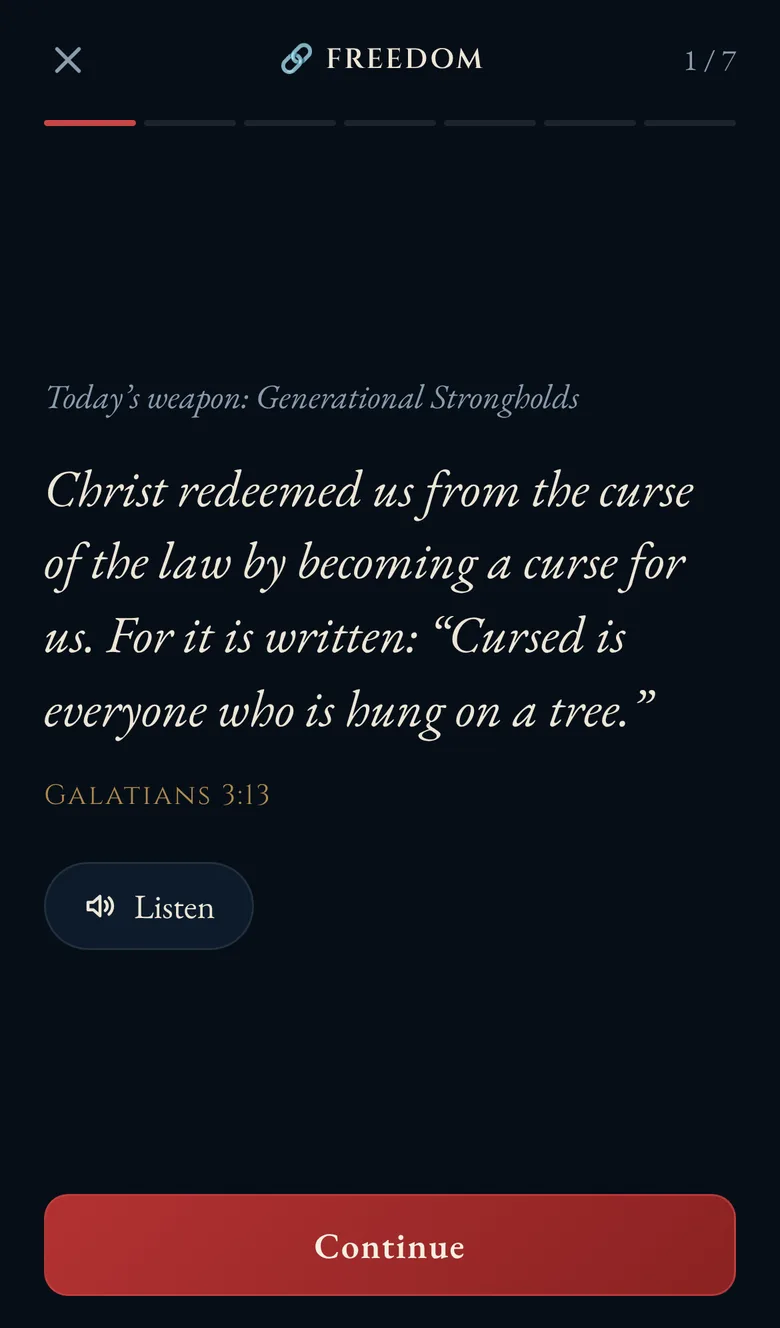 FREEDOM
1 / 7
Today’s weapon: Generational Strongholds
Christ redeemed us from the curse
of the law by becoming a curse for
us. For it is written: “Cursed is
everyone who is hung on a tree.”
Galatians 3:13
Listen
Continue